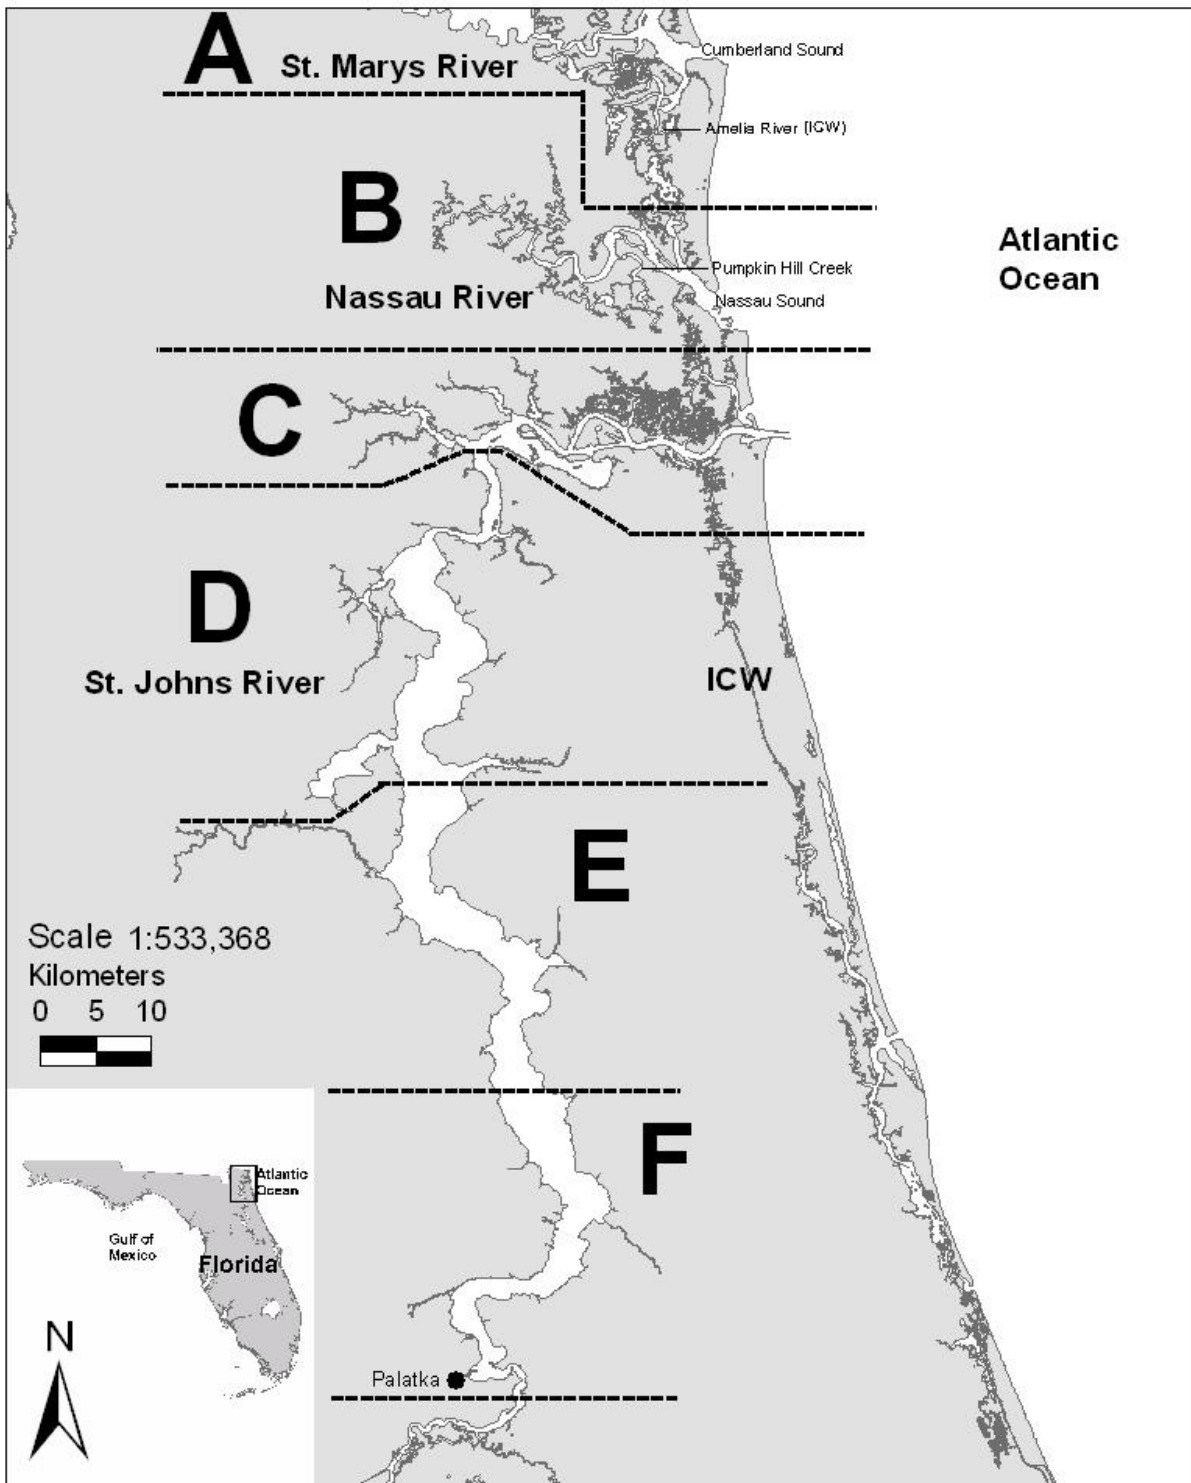 A
St. Marys River
Cumberland Sound
Amelia River (ICW)
B
Nassau River
Pumpkin Hill Creek
Nassau Sound
Atlantic
Ocean
C
D
St. Johns River
ICW
E
Scale 1:533,368
Kilometers
0 5 10
F
Atlantic
Ocean
Gulf of
Mexico
Florida
N
Palatka